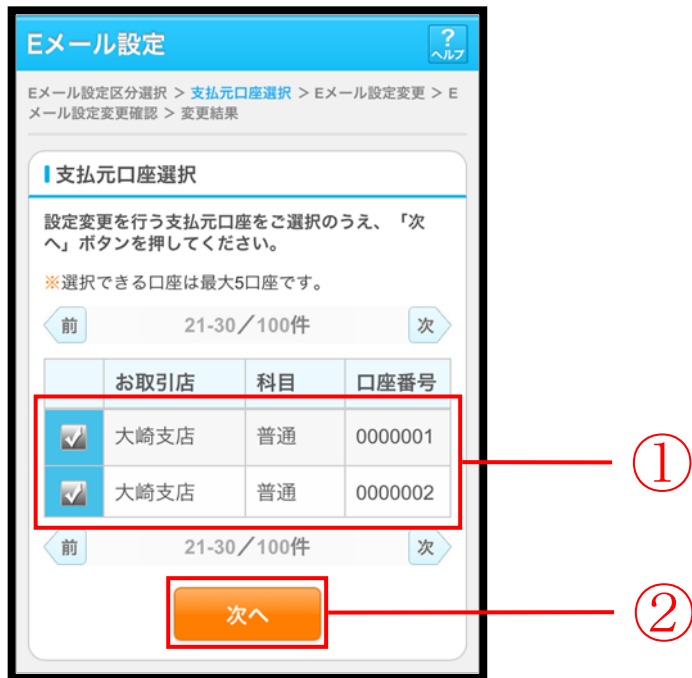 Eメール設定
?
ヘルプ
Eメール設定区分選択 > 支払元口座選択 > Eメール設定変更 > E
メール設定変更確認 > 変更結果
支払元口座選択
設定変更を行う支払元口座をご選択のうえ、「次
へ」ボタンを押してください。
※選択できる口座は最大5口座です。
前 21-30／100件 次
お取引店 科目 口座番号
大崎支店 普通 0000001
大崎支店 普通 0000002
①
前 21-30／100件 次
次へ
②